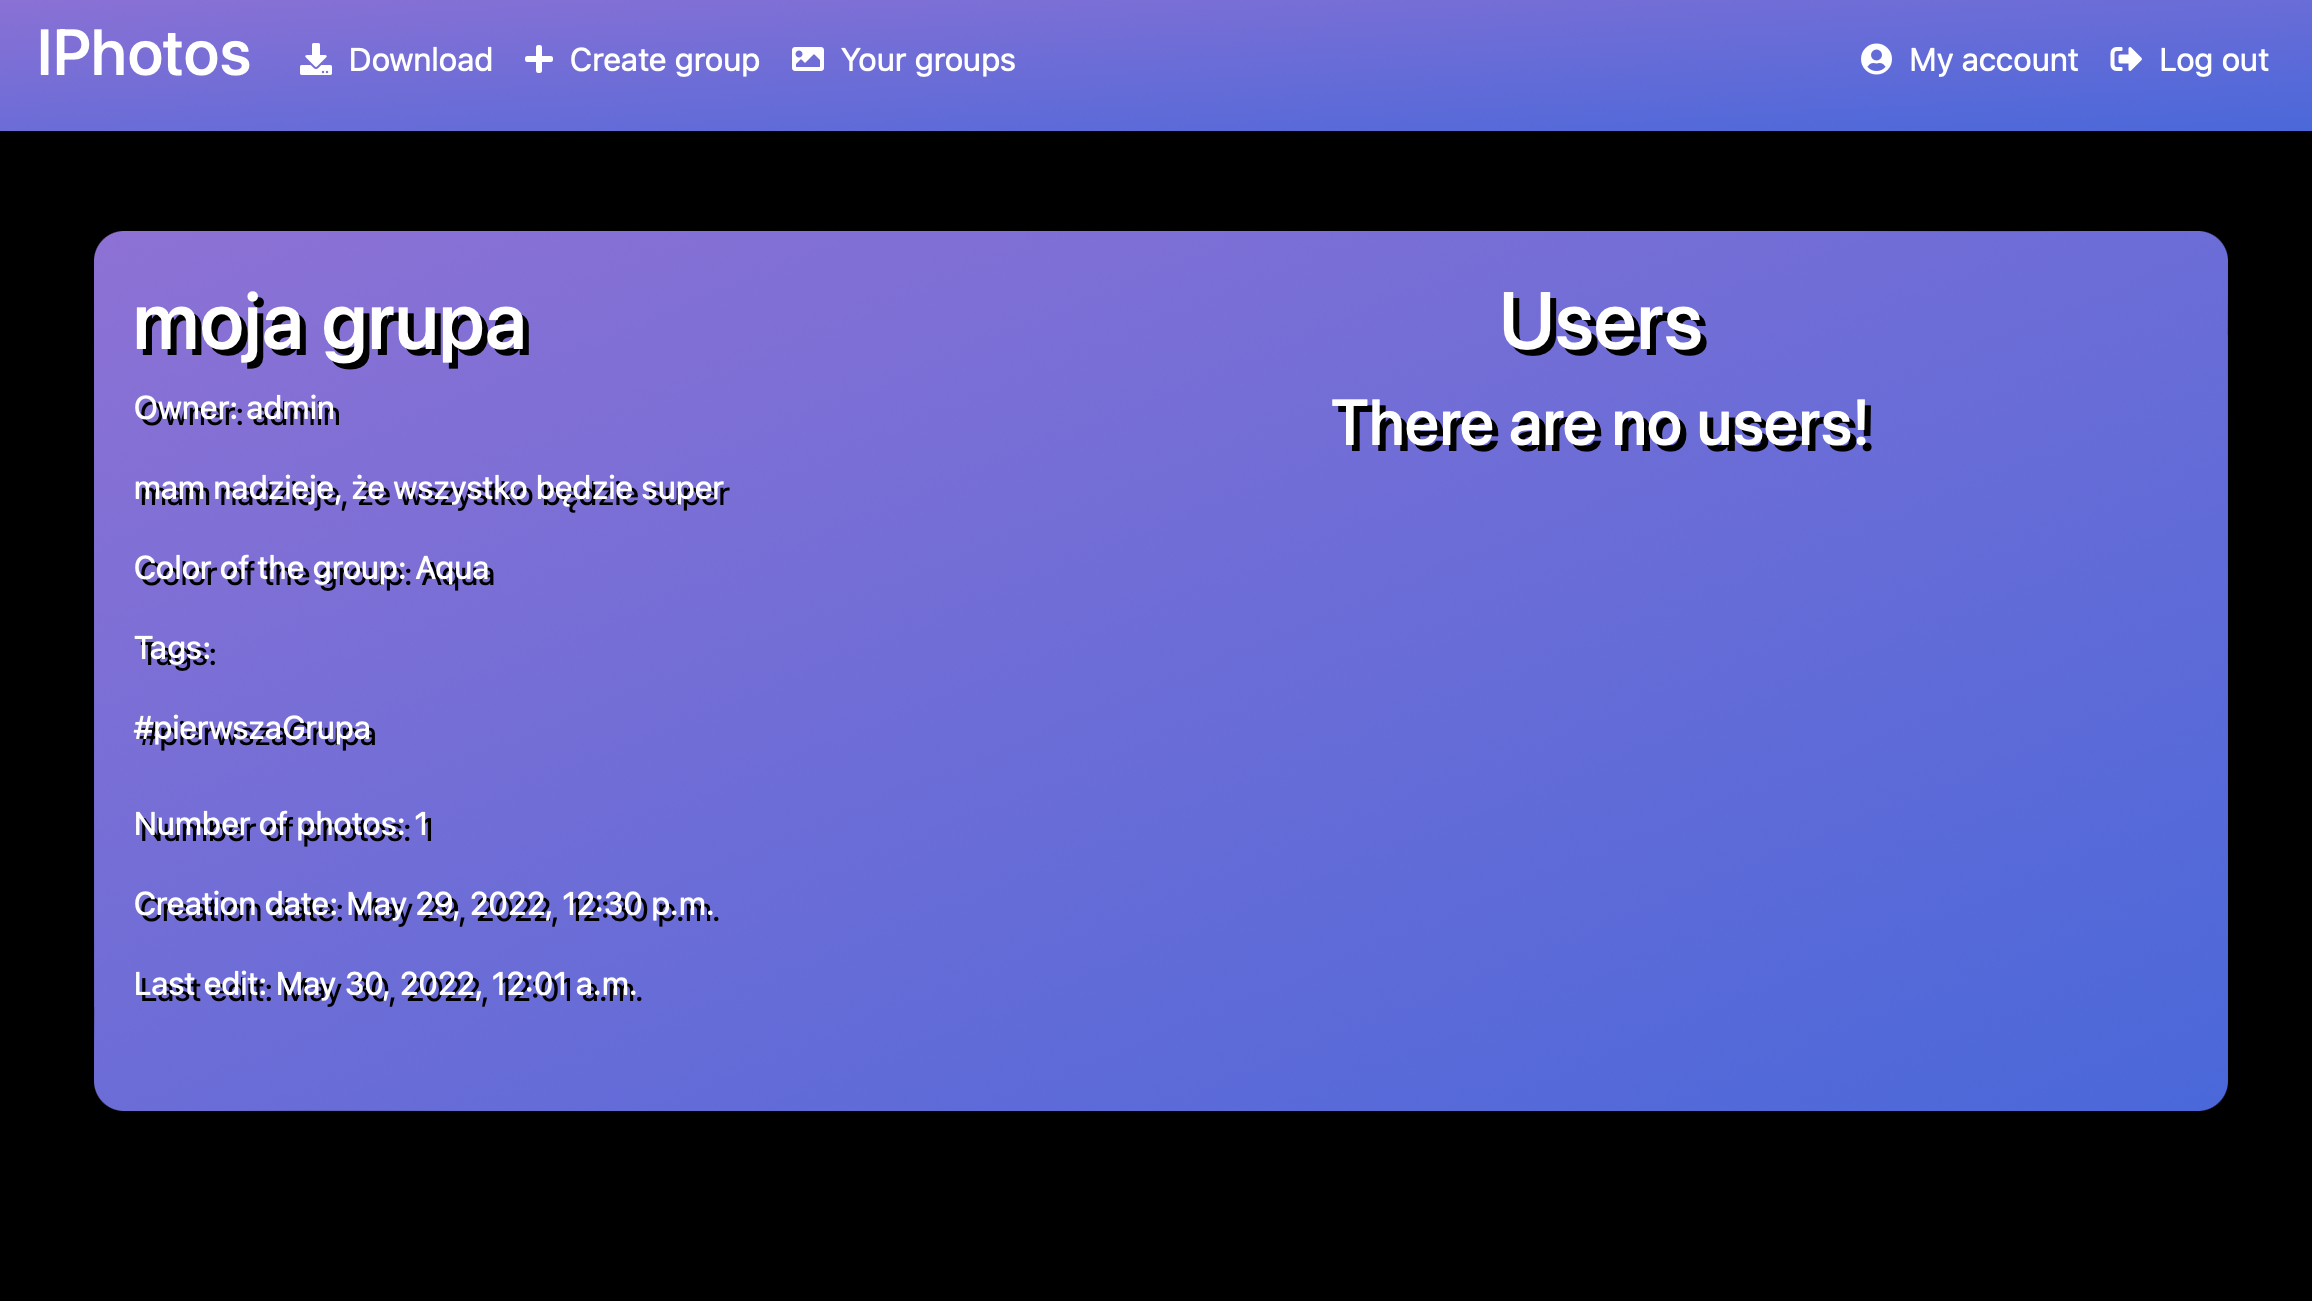 IPhotos Download Create group Your groups My account Log out
moja grupa
Owner: admin
mam nadzieje, że wszystko będzie super
Color of the group: Aqua
Tags:
#pierwszaGrupa
Number of photos: 1
Creation date: May 29, 2022, 12:30 p.m.
Last edit: May 30, 2022, 12:01 a.m.
Users
There are no users!